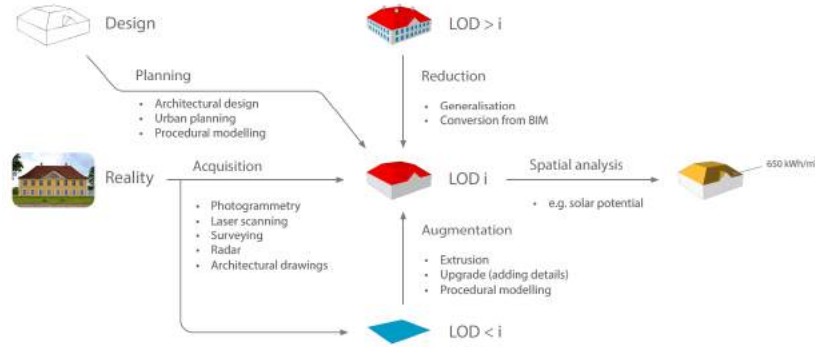 Design
LOD > i
Planning
• Architectural design
• Urban planning
• Procedural modelling
Reduction
• Generalisation
• Conversion from BIM
Reality
Acquisition
• Photogrammetry
• Laser scanning
• Surveying
• Radar
• Architectural drawings
LOD i
Spatial analysis
• e.g. solar potential
650 kWh/m²
Augmentation
• Extrusion
• Upgrade (adding details)
• Procedural modelling
LOD < i